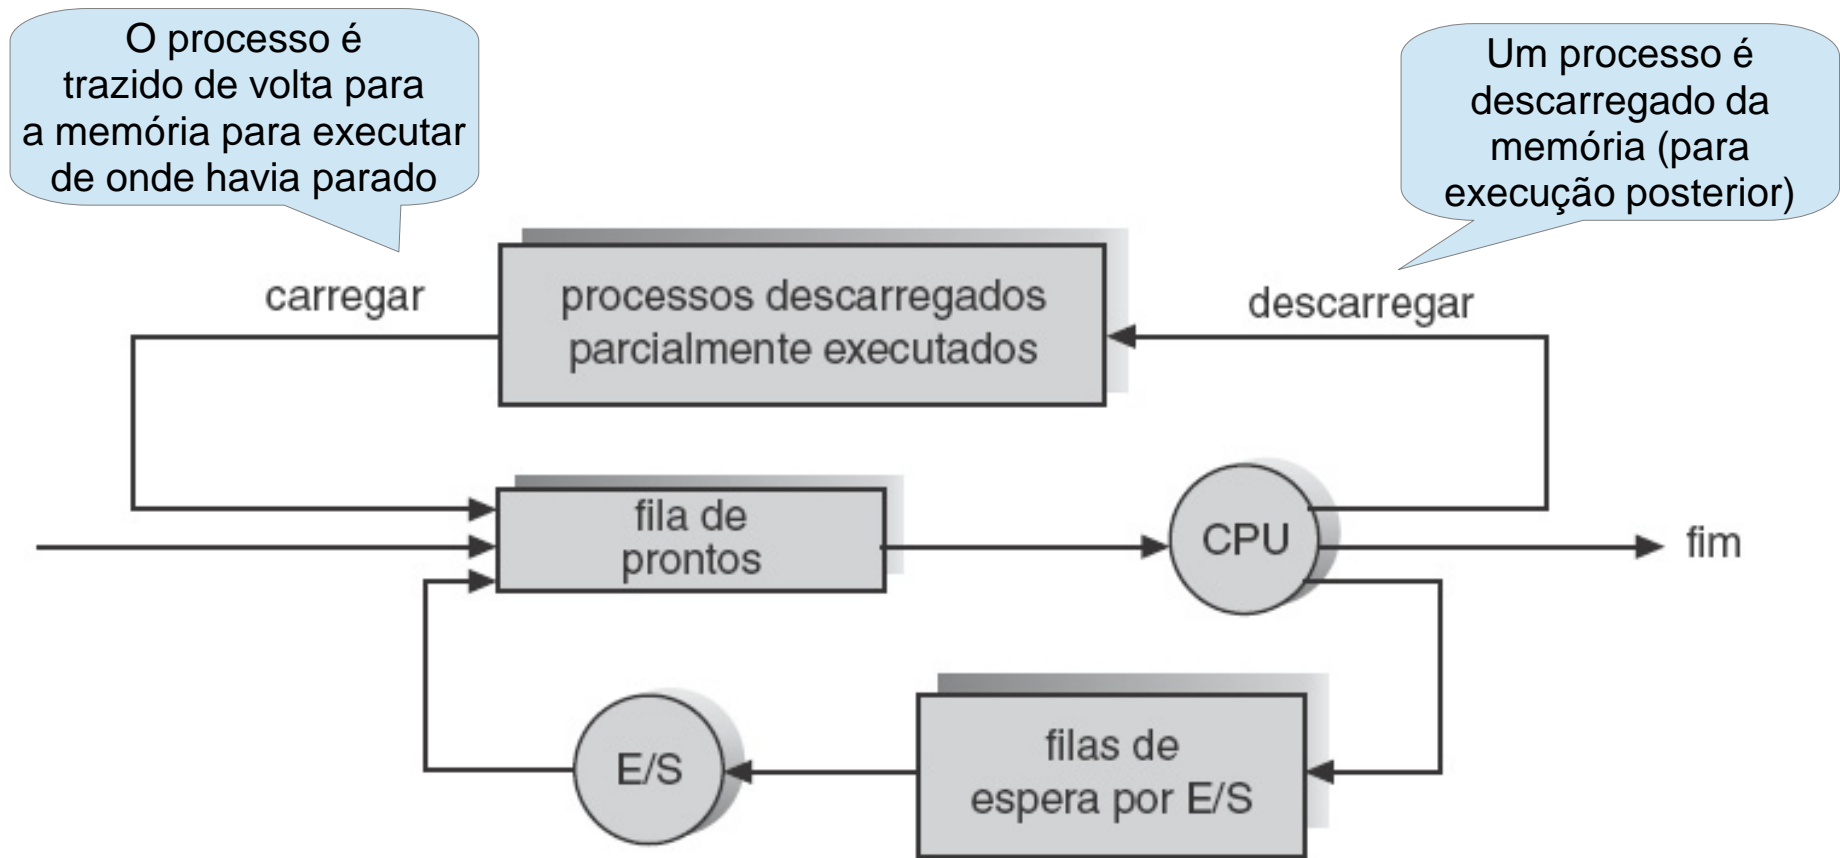 O processo é
trazido de volta para
a memória para executar
de onde havia parado
Um processo é
descarregado da
memória (para
execução posterior)
carregar
processos descarregados
parcialmente executados
descarregar
fila de
prontos
CPU
fim
E/S
filas de
espera por E/S